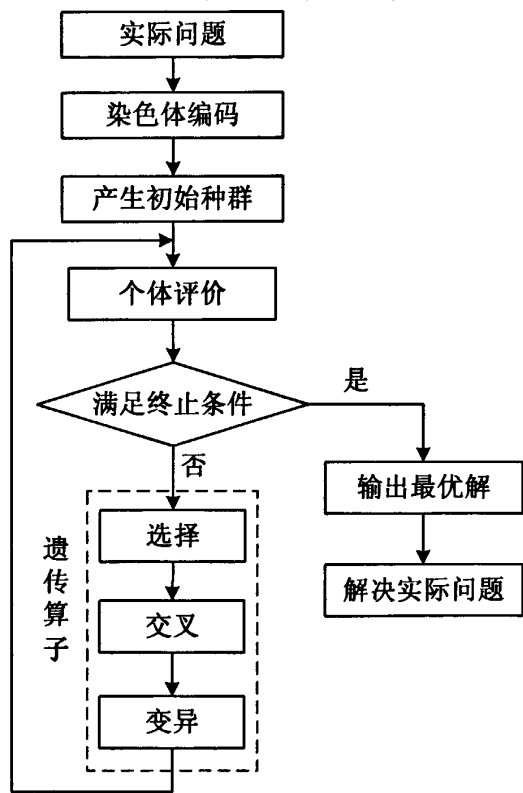 实际问题
染色体编码
产生初始种群
个体评价
满足终止条件
是
否
输出最优解
解决实际问题
遗传算子
选择
交叉
变异